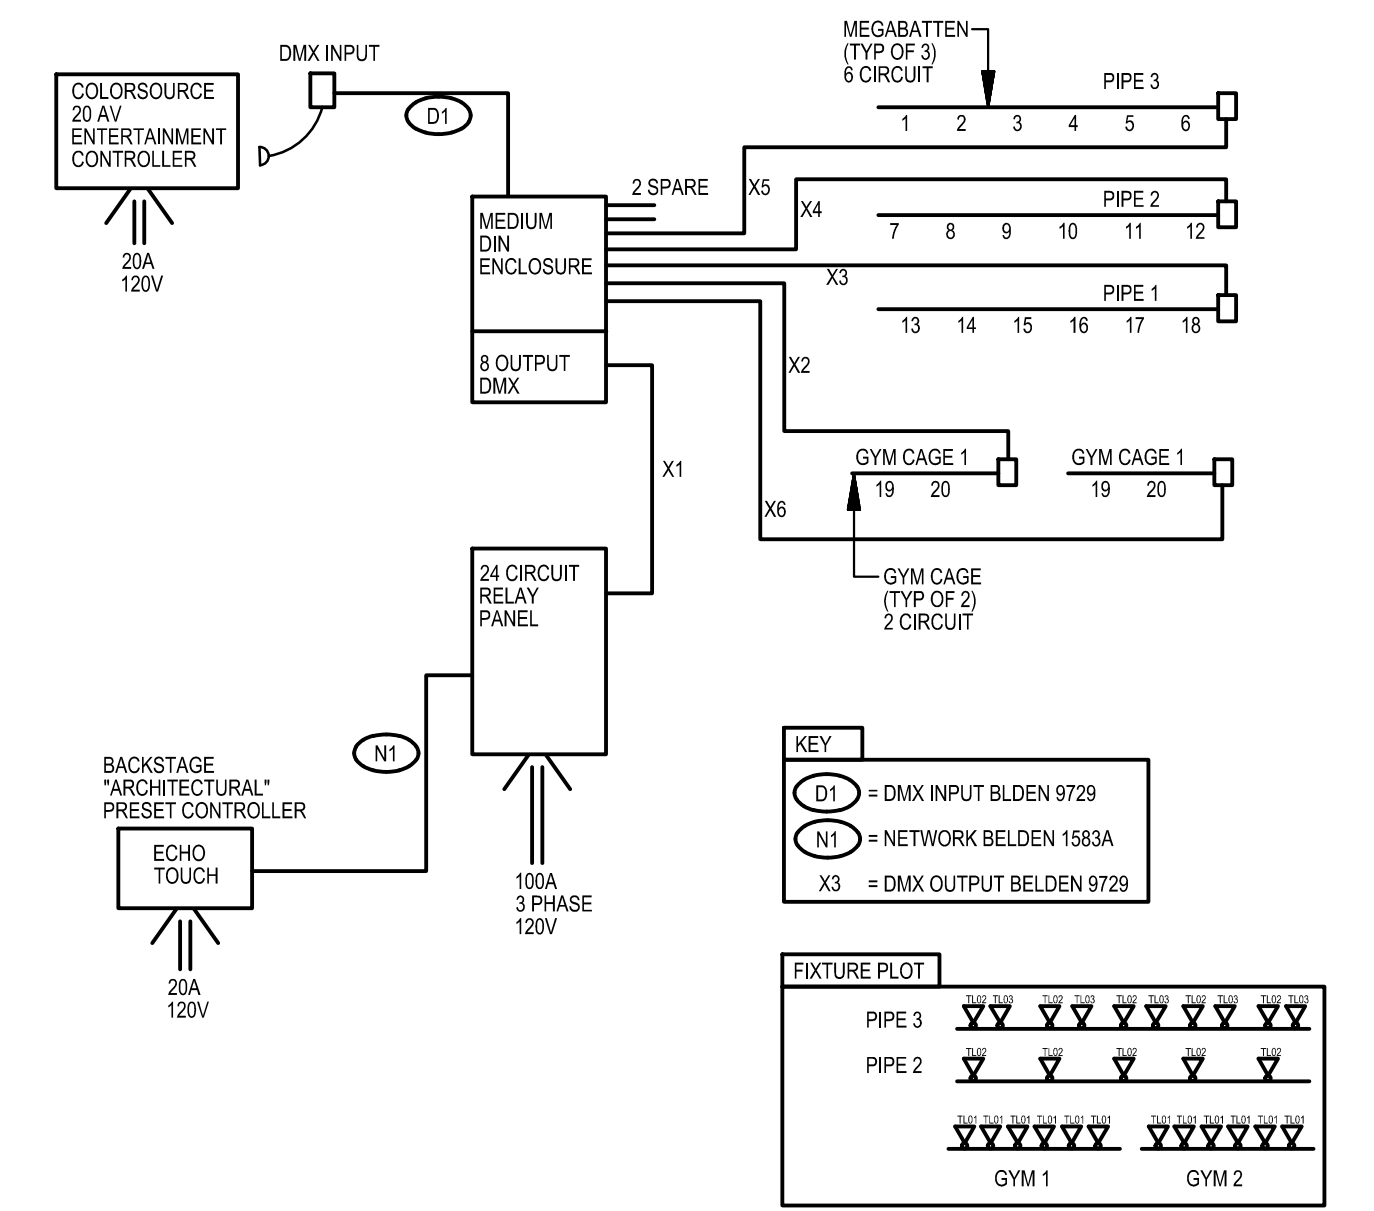 DMX INPUT
COLORSOURCE
20 AV
ENTERTAINMENT
CONTROLLER
D1
20A
120V
MEGABATTEN
(TYP OF 3)
6 CIRCUIT
PIPE 3
1 2 3 4 5 6
2 SPARE
X5
X4
PIPE 2
7 8 9 10 11 12
X3
PIPE 1
13 14 15 16 17 18
MEDIUM
DIN
ENCLOSURE
8 OUTPUT
DMX
X2
X1
X6
GYM CAGE 1
19 20
GYM CAGE 1
19 20
GYM CAGE
(TYP OF 2)
2 CIRCUIT
24 CIRCUIT
RELAY
PANEL
N1
100A
3 PHASE
120V
BACKSTAGE
"ARCHITECTURAL"
PRESET CONTROLLER
ECHO
TOUCH
20A
120V
KEY
D1 = DMX INPUT BLDEN 9729
N1 = NETWORK BELDEN 1583A
X3 = DMX OUTPUT BELDEN 9729
FIXTURE PLOT
TL02 TL03 TL02 TL03 TL02 TL03 TL02 TL03 TL02 TL03
PIPE 3
TL02 TL02 TL02 TL02 TL02
PIPE 2
TL01 TL01 TL01 TL01 TL01 TL01 TL01 TL01 TL01 TL01 TL01 TL01
GYM 1 GYM 2